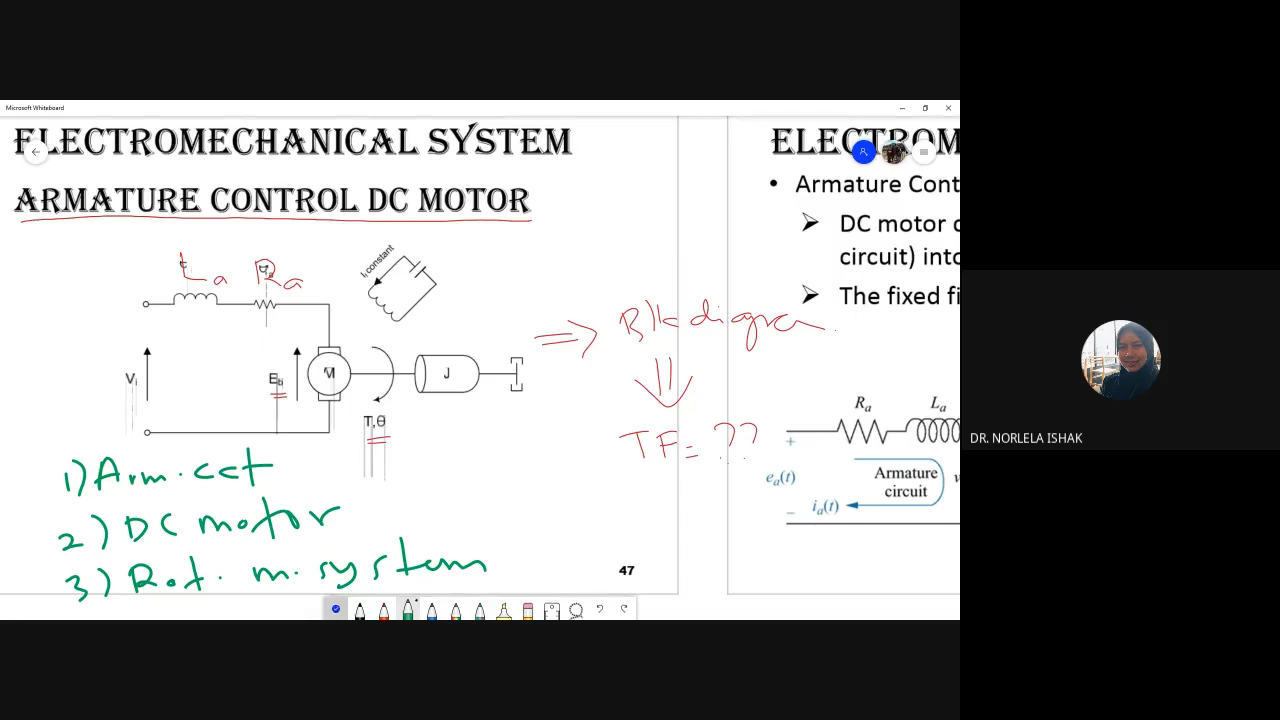 Microsoft Whiteboard
ELECTROMECHANICAL SYSTEM
ARMATURE CONTROL DC MOTOR
La Ra
If constant
Vi
Eb
M
J
T,θ
⇒ Blk diagram
TF = ??
1) Arm. cct
2) DC motor
3) Rot. m. system
47
ELECTROM
• Armature Cont
➢ DC motor c
circuit) into
➢ The fixed fi
Ra La
+
ea(t)
Armature
circuit
ia(t)
−
v
DR. NORLELA ISHAK